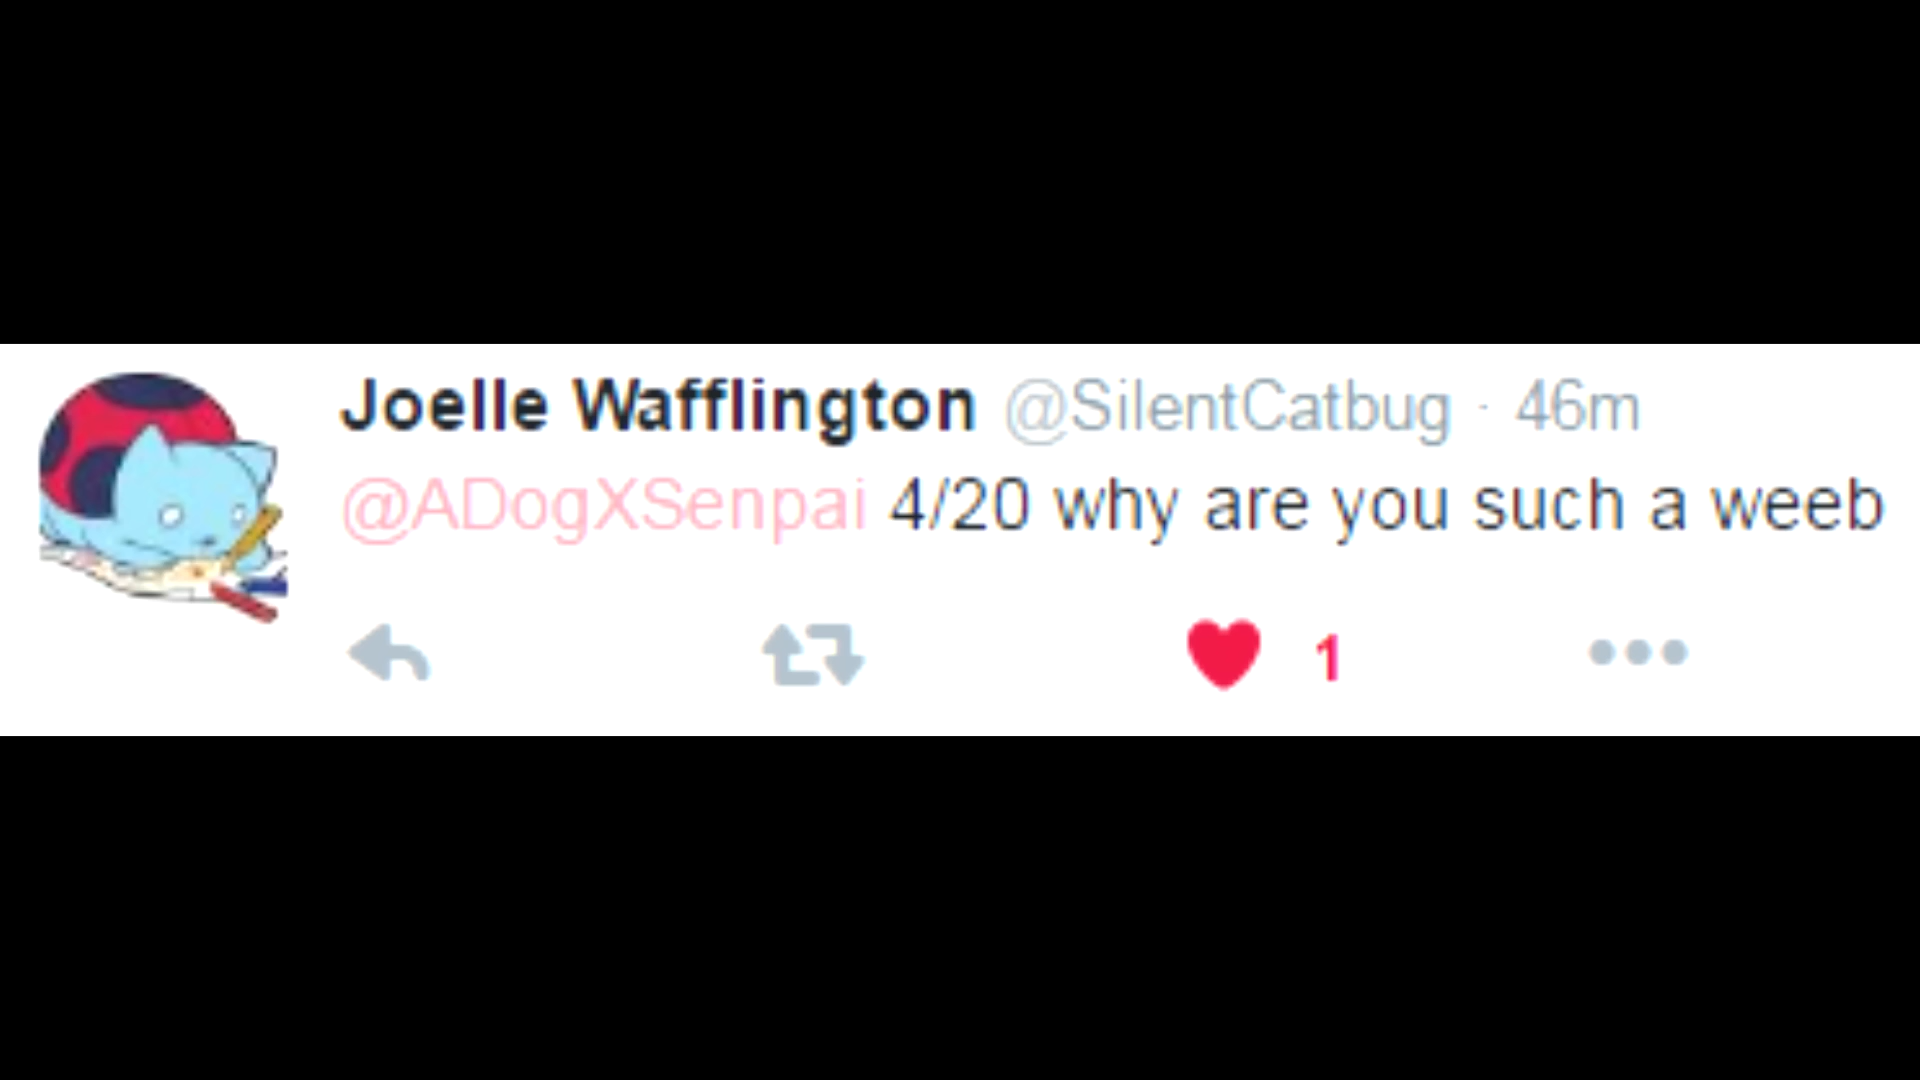 Joelle Wafflington @SilentCatbug · 46m
@ADogXSenpai 4/20 why are you such a weeb
1